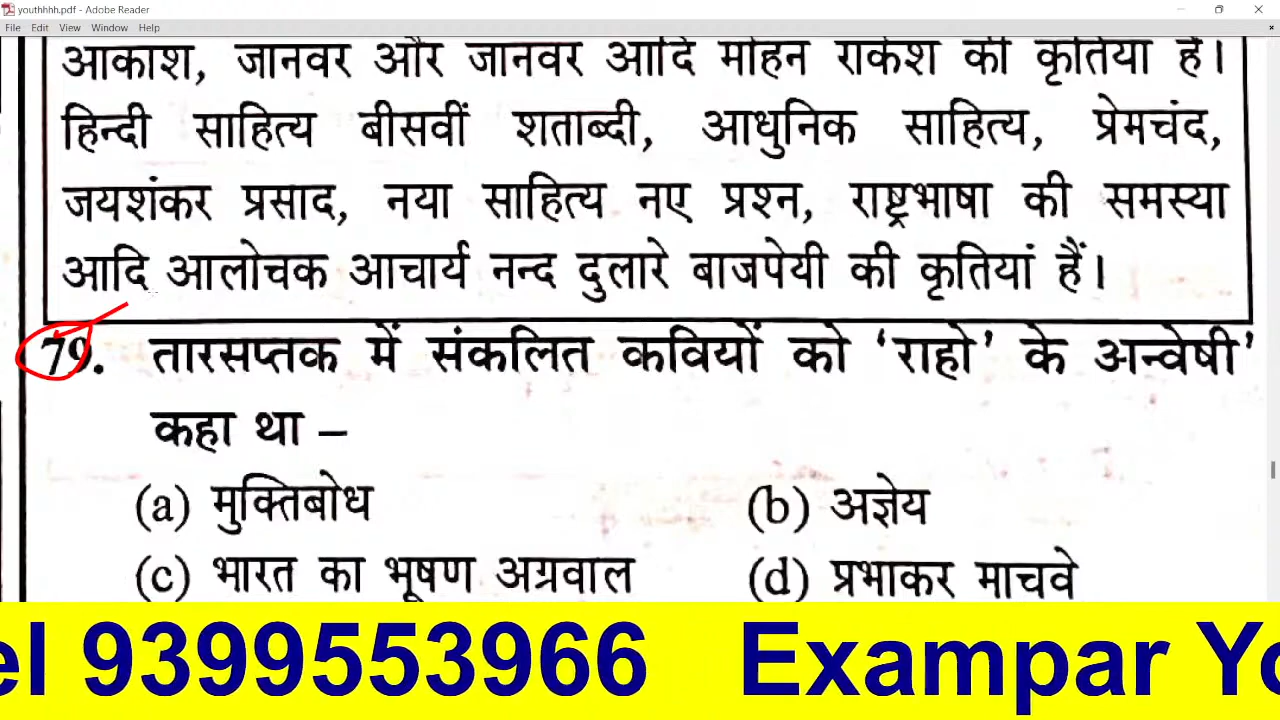 youthhhh.pdf - Adobe Reader
File Edit View Window Help
आकाश, जानवर और जानवर आदि मोहन राकेश की कृतिया हैं।
हिन्दी साहित्य बीसवीं शताब्दी, आधुनिक साहित्य, प्रेमचंद,
जयशंकर प्रसाद, नया साहित्य नए प्रश्न, राष्ट्रभाषा की समस्या
आदि आलोचक आचार्य नन्द दुलारे बाजपेयी की कृतियां हैं।
79. तारसप्तक में संकलित कवियों को 'राहो' के अन्वेषी'
कहा था –
(a) मुक्तिबोध (b) अज्ञेय
(c) भारत का भूषण अग्रवाल (d) प्रभाकर माचवे
el 9399553966 Exampar Yo